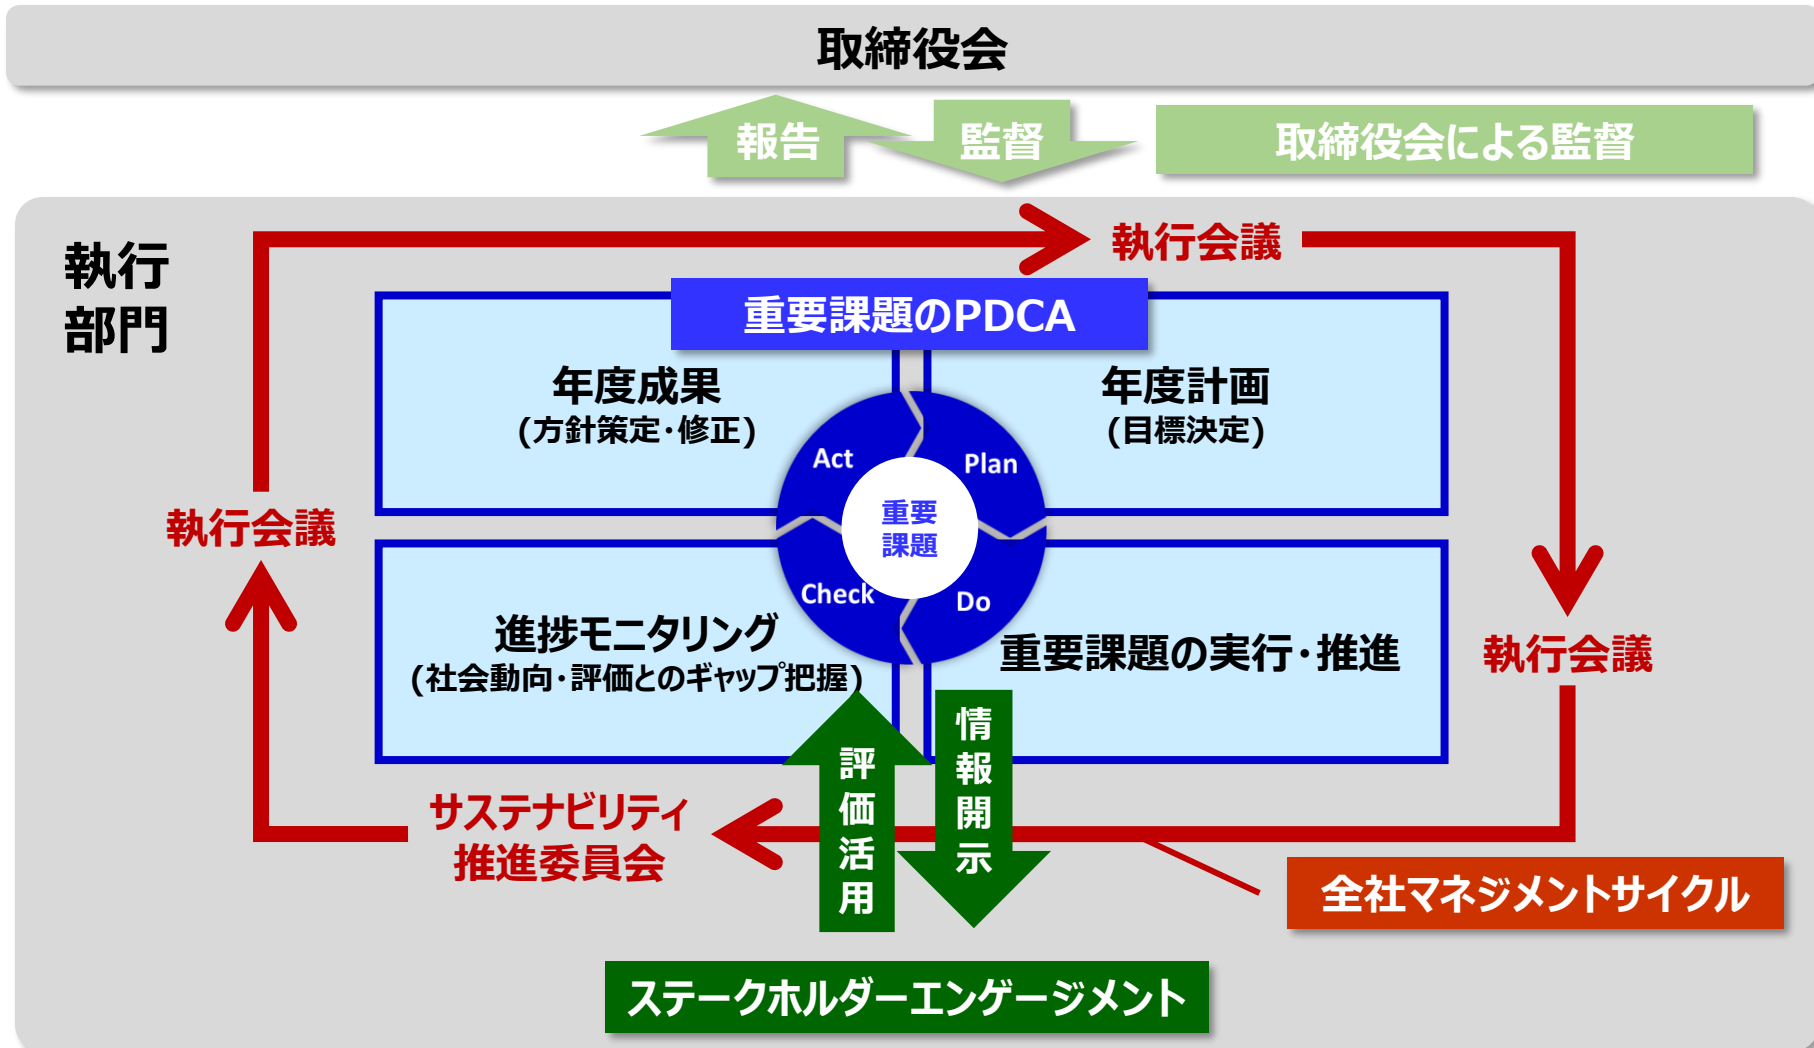 取締役会
報告
監督
取締役会による監督
執行
部門
執行会議
重要課題のPDCA
年度成果
(方針策定・修正)
年度計画
(目標決定)
Act
Plan
重要
課題
Check
Do
執行会議
進捗モニタリング
(社会動向・評価とのギャップ把握)
重要課題の実行・推進
執行会議
評価活用
情報開示
サステナビリティ
推進委員会
全社マネジメントサイクル
ステークホルダーエンゲージメント